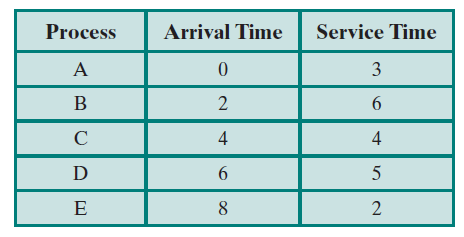 Process Arrival Time Service Time
A 0 3
B 2 6
C 4 4
D 6 5
E 8 2